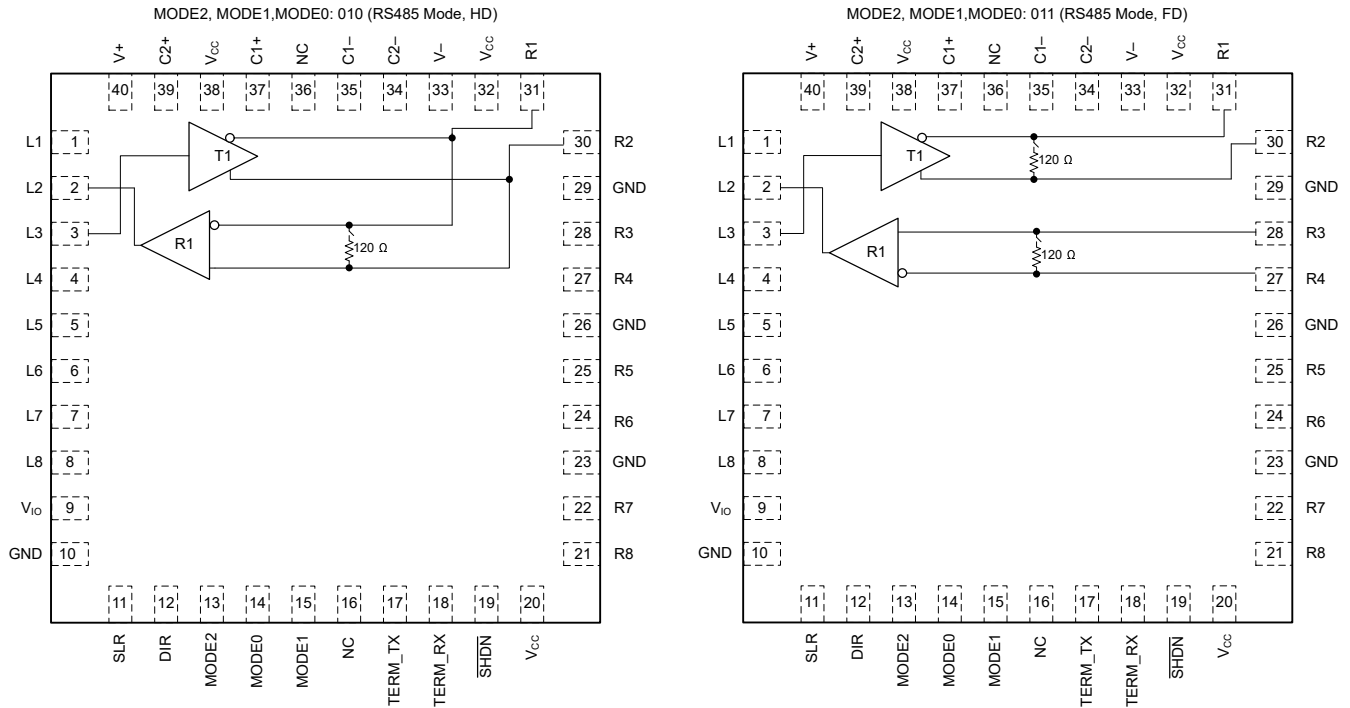 MODE2, MODE1,MODE0: 010 (RS485 Mode, HD)
V+ C2+ VCC C1+ NC C1– C2– V– VCC R1
40 39 38 37 36 35 34 33 32 31
L1 1 T1 30 R2
L2 2 29 GND
L3 3 R1 120 Ω 28 R3
L4 4 27 R4
L5 5 26 GND
L6 6 25 R5
L7 7 24 R6
L8 8 23 GND
VIO 9 22 R7
GND 10 21 R8
11 12 13 14 15 16 17 18 19 20
SLR DIR MODE2 MODE0 MODE1 NC TERM_TX TERM_RX SHDN VCC
MODE2, MODE1,MODE0: 011 (RS485 Mode, FD)
V+ C2+ VCC C1+ NC C1– C2– V– VCC R1
40 39 38 37 36 35 34 33 32 31
L1 1 T1 120 Ω 30 R2
L2 2 29 GND
L3 3 R1 120 Ω 28 R3
L4 4 27 R4
L5 5 26 GND
L6 6 25 R5
L7 7 24 R6
L8 8 23 GND
VIO 9 22 R7
GND 10 21 R8
11 12 13 14 15 16 17 18 19 20
SLR DIR MODE2 MODE0 MODE1 NC TERM_TX TERM_RX SHDN VCC